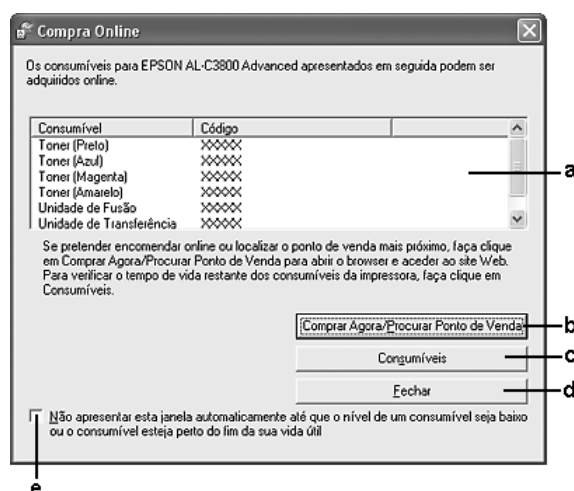 Compra Online
Os consumíveis para EPSON AL-C3800 Advanced apresentados em seguida podem ser
adquiridos online.
Consumível Código
Toner (Preto) XXXXX
Toner (Azul) XXXXX
Toner (Magenta) XXXXX
Toner (Amarelo) XXXXX
Unidade de Fusão XXXXX
Unidade de Transferência XXXXX
a
Se pretender encomendar online ou localizar o ponto de venda mais próximo, faça clique
em Comprar Agora/Procurar Ponto de Venda para abrir o browser e aceder ao site Web.
Para verificar o tempo de vida restante dos consumíveis da impressora, faça clique em
Consumíveis.
Comprar Agora/Procurar Ponto de Venda b
Consumíveis c
Fechar d
Não apresentar esta janela automaticamente até que o nível de um consumível seja baixo
ou o consumível esteja perto do fim da sua vida útil
e